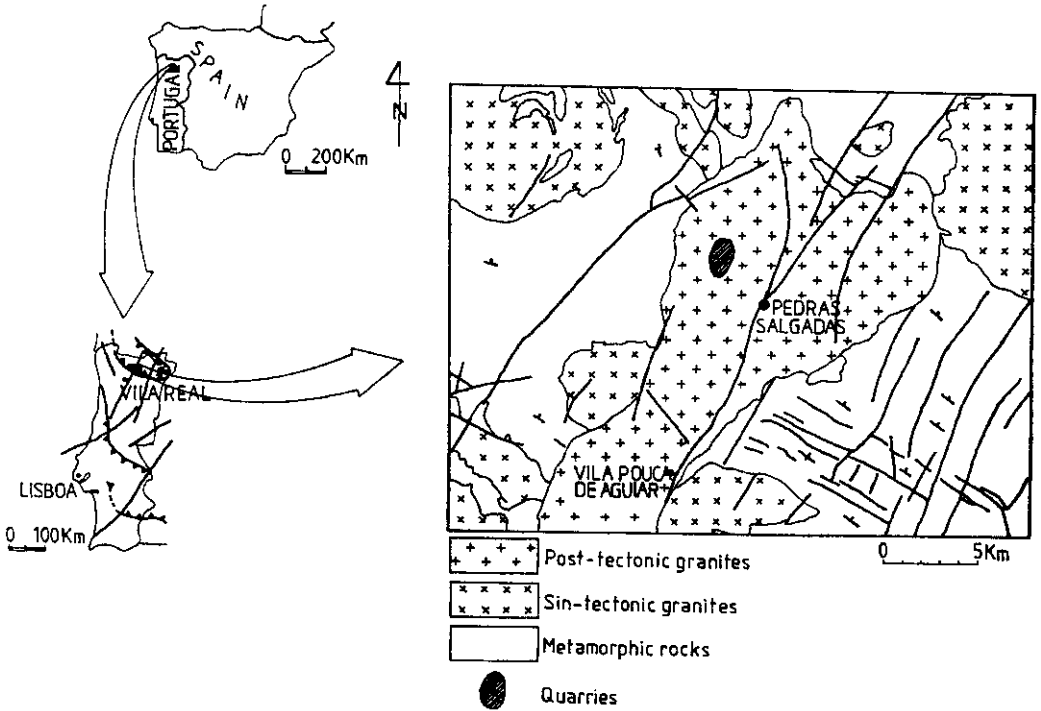 SPAIN
PORTUGAL
0 200Km
N
VILA REAL
LISBOA
0 100Km
PEDRAS
SALGADAS
VILA POUCA
DE AGUIAR
0 5Km
Post-tectonic granites
Sin-tectonic granites
Metamorphic rocks
Quarries